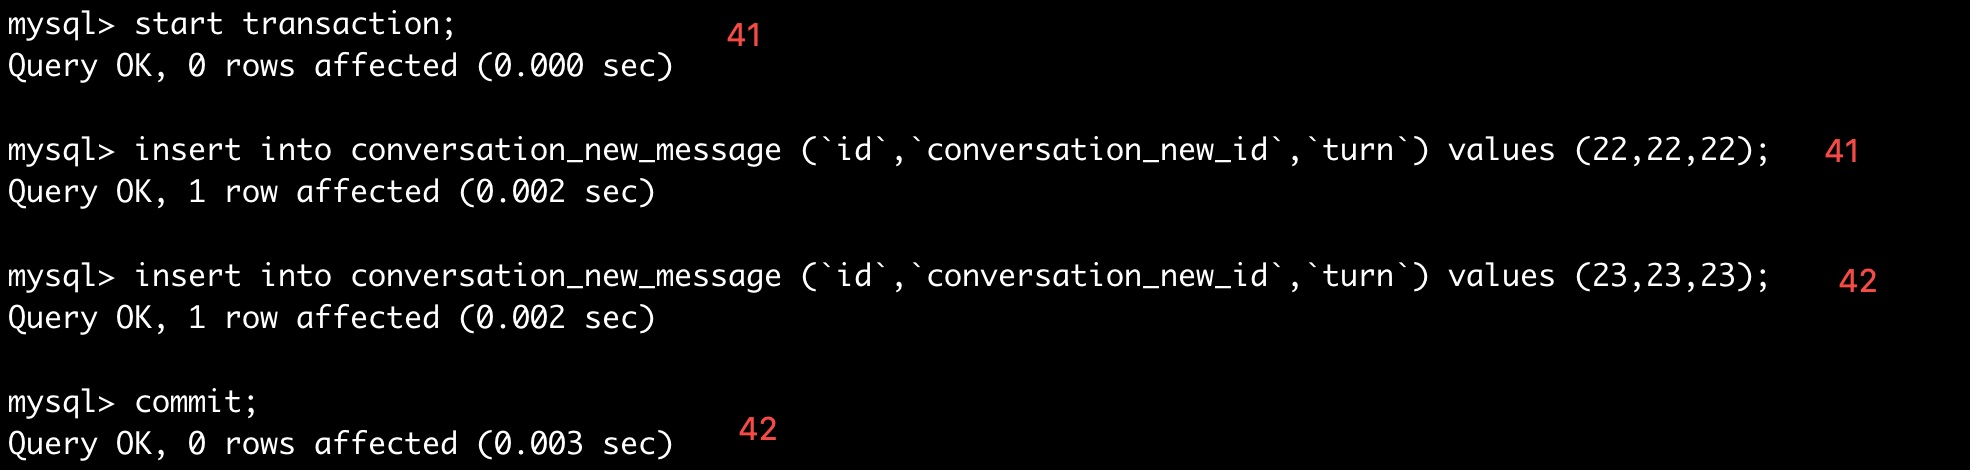 mysql> start transaction; 41
Query OK, 0 rows affected (0.000 sec)
mysql> insert into conversation_new_message (`id`,`conversation_new_id`,`turn`) values (22,22,22); 41
Query OK, 1 row affected (0.002 sec)
mysql> insert into conversation_new_message (`id`,`conversation_new_id`,`turn`) values (23,23,23); 42
Query OK, 1 row affected (0.002 sec)
mysql> commit;
Query OK, 0 rows affected (0.003 sec) 42